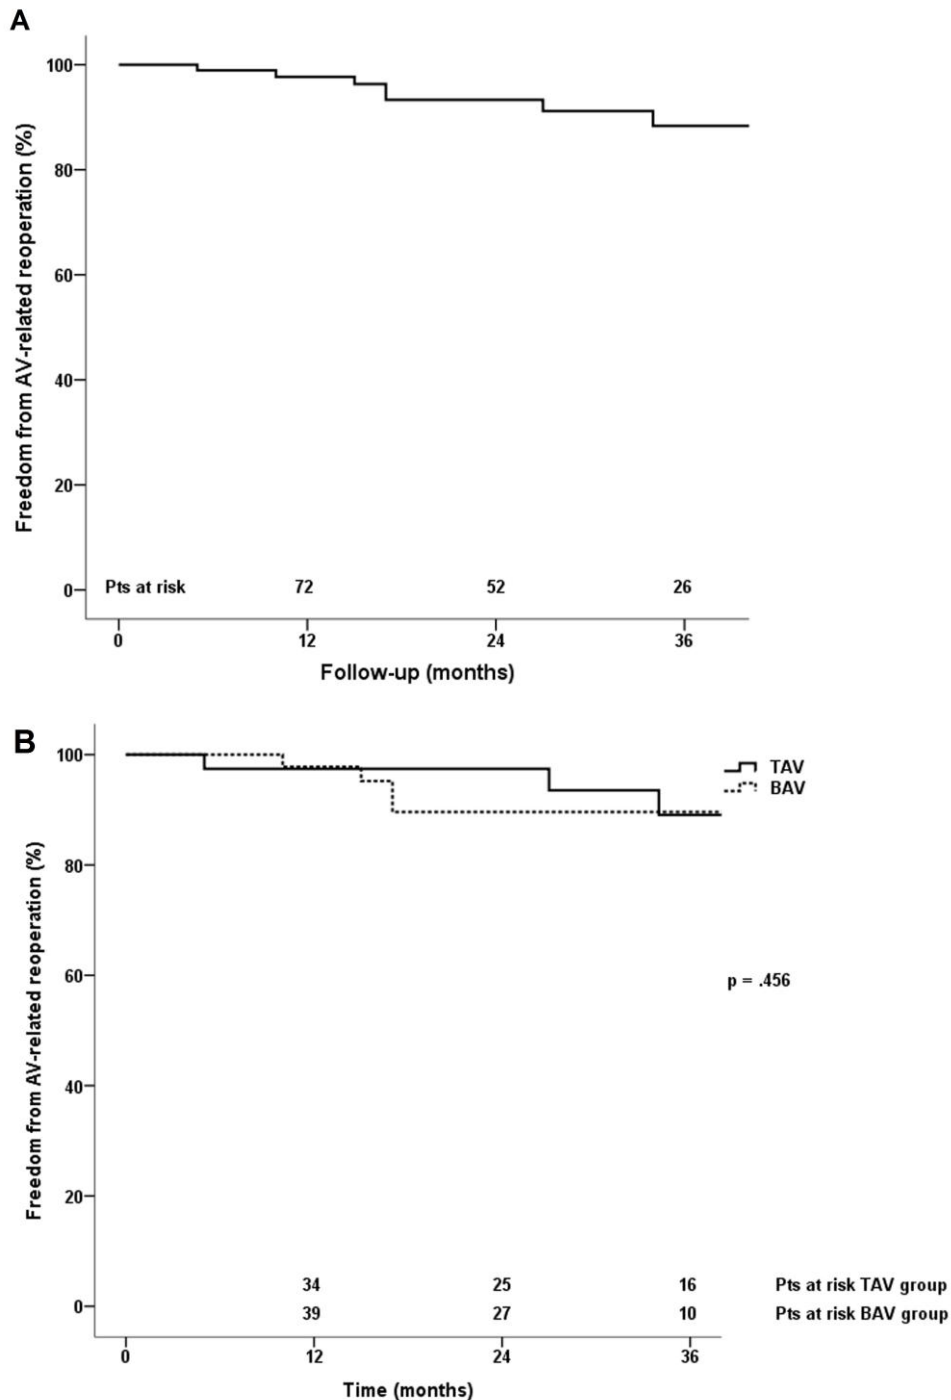 A
Freedom from AV-related reoperation (%)
100
80
60
40
20
0
Pts at risk 72 52 26
0 12 24 36
Follow-up (months)
B
Freedom from AV-related reoperation (%)
100
80
60
40
20
0
TAV
BAV
p = .456
34 25 16 Pts at risk TAV group
39 27 10 Pts at risk BAV group
0 12 24 36
Time (months)